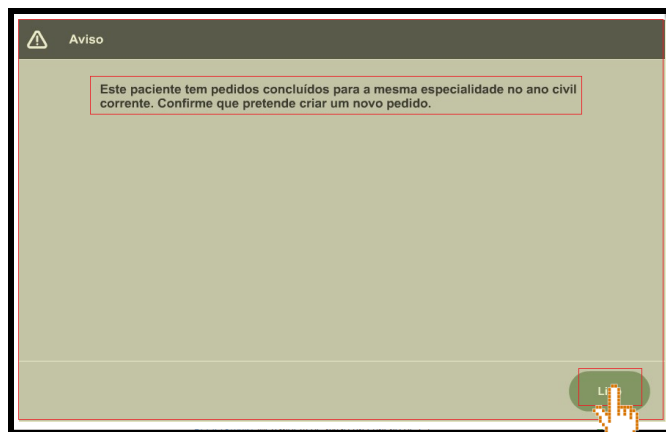 Aviso
Este paciente tem pedidos concluídos para a mesma especialidade no ano civil
corrente. Confirme que pretende criar um novo pedido.